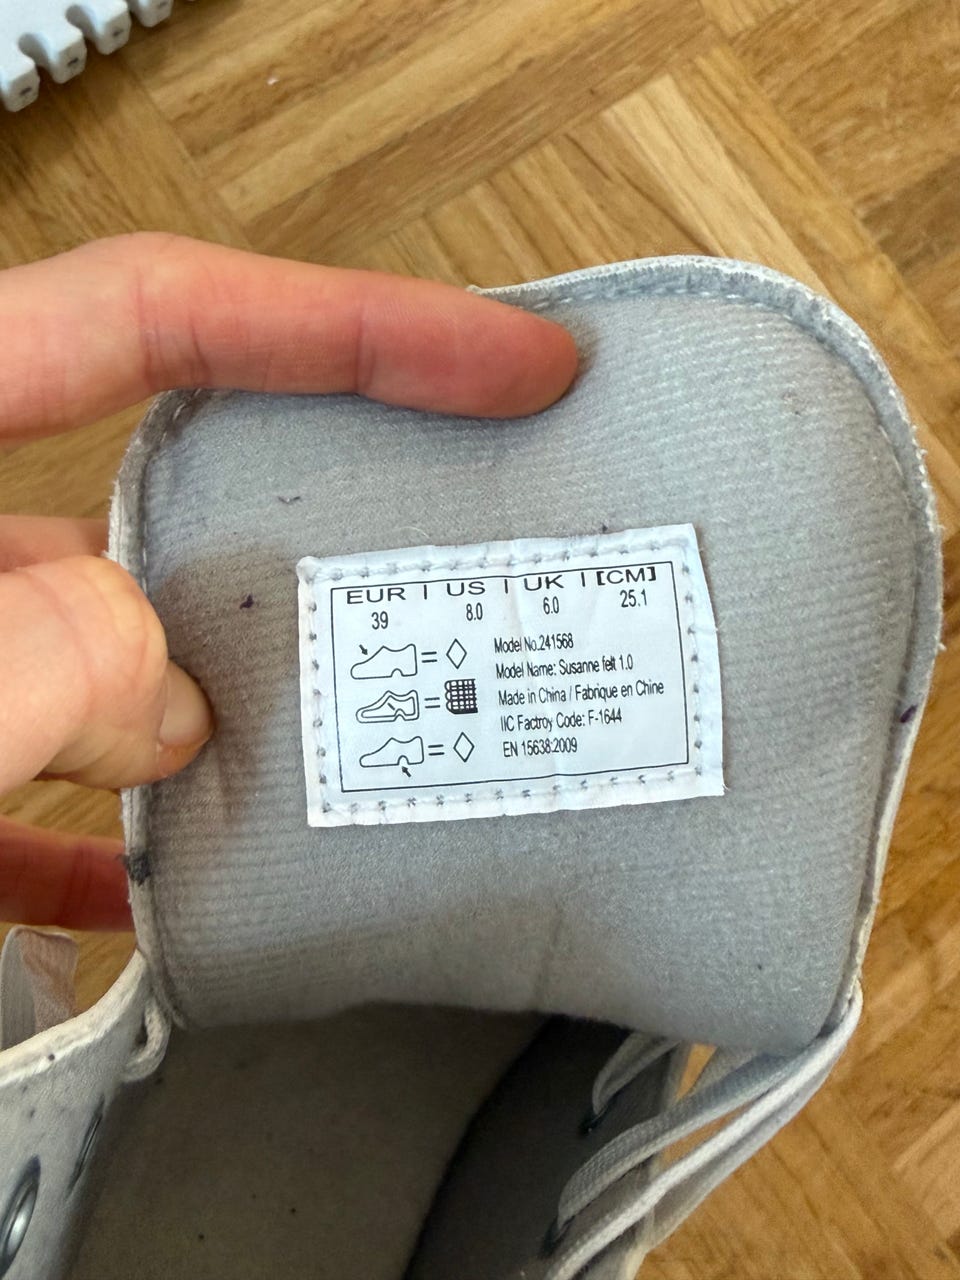 EUR | US | UK | [CM]
39 8.0 6.0 25.1
Model No.241568
Model Name: Susanne felt 1.0
Made in China / Fabrique en Chine
IIC Factroy Code: F-1644
EN 15638:2009